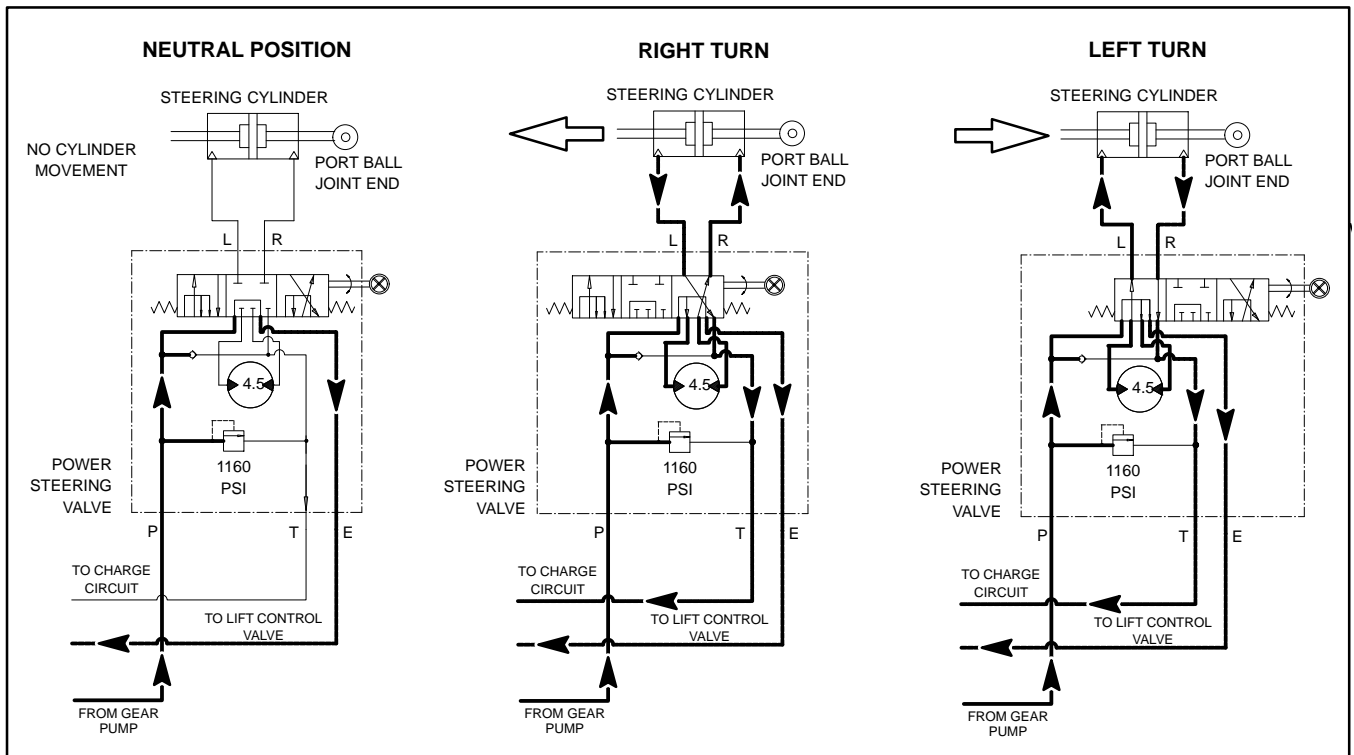 NEUTRAL POSITION
STEERING CYLINDER
NO CYLINDER
MOVEMENT
PORT BALL
JOINT END
L
R
4.5
1160
PSI
POWER
STEERING
VALVE
P
T
E
TO CHARGE
CIRCUIT
TO LIFT CONTROL
VALVE
FROM GEAR
PUMP
RIGHT TURN
STEERING CYLINDER
PORT BALL
JOINT END
L
R
4.5
1160
PSI
POWER
STEERING
VALVE
P
T
E
TO CHARGE
CIRCUIT
TO LIFT CONTROL
VALVE
FROM GEAR
PUMP
LEFT TURN
STEERING CYLINDER
PORT BALL
JOINT END
L
R
4.5
1160
PSI
POWER
STEERING
VALVE
P
T
E
TO CHARGE
CIRCUIT
TO LIFT CONTROL
VALVE
FROM GEAR
PUMP